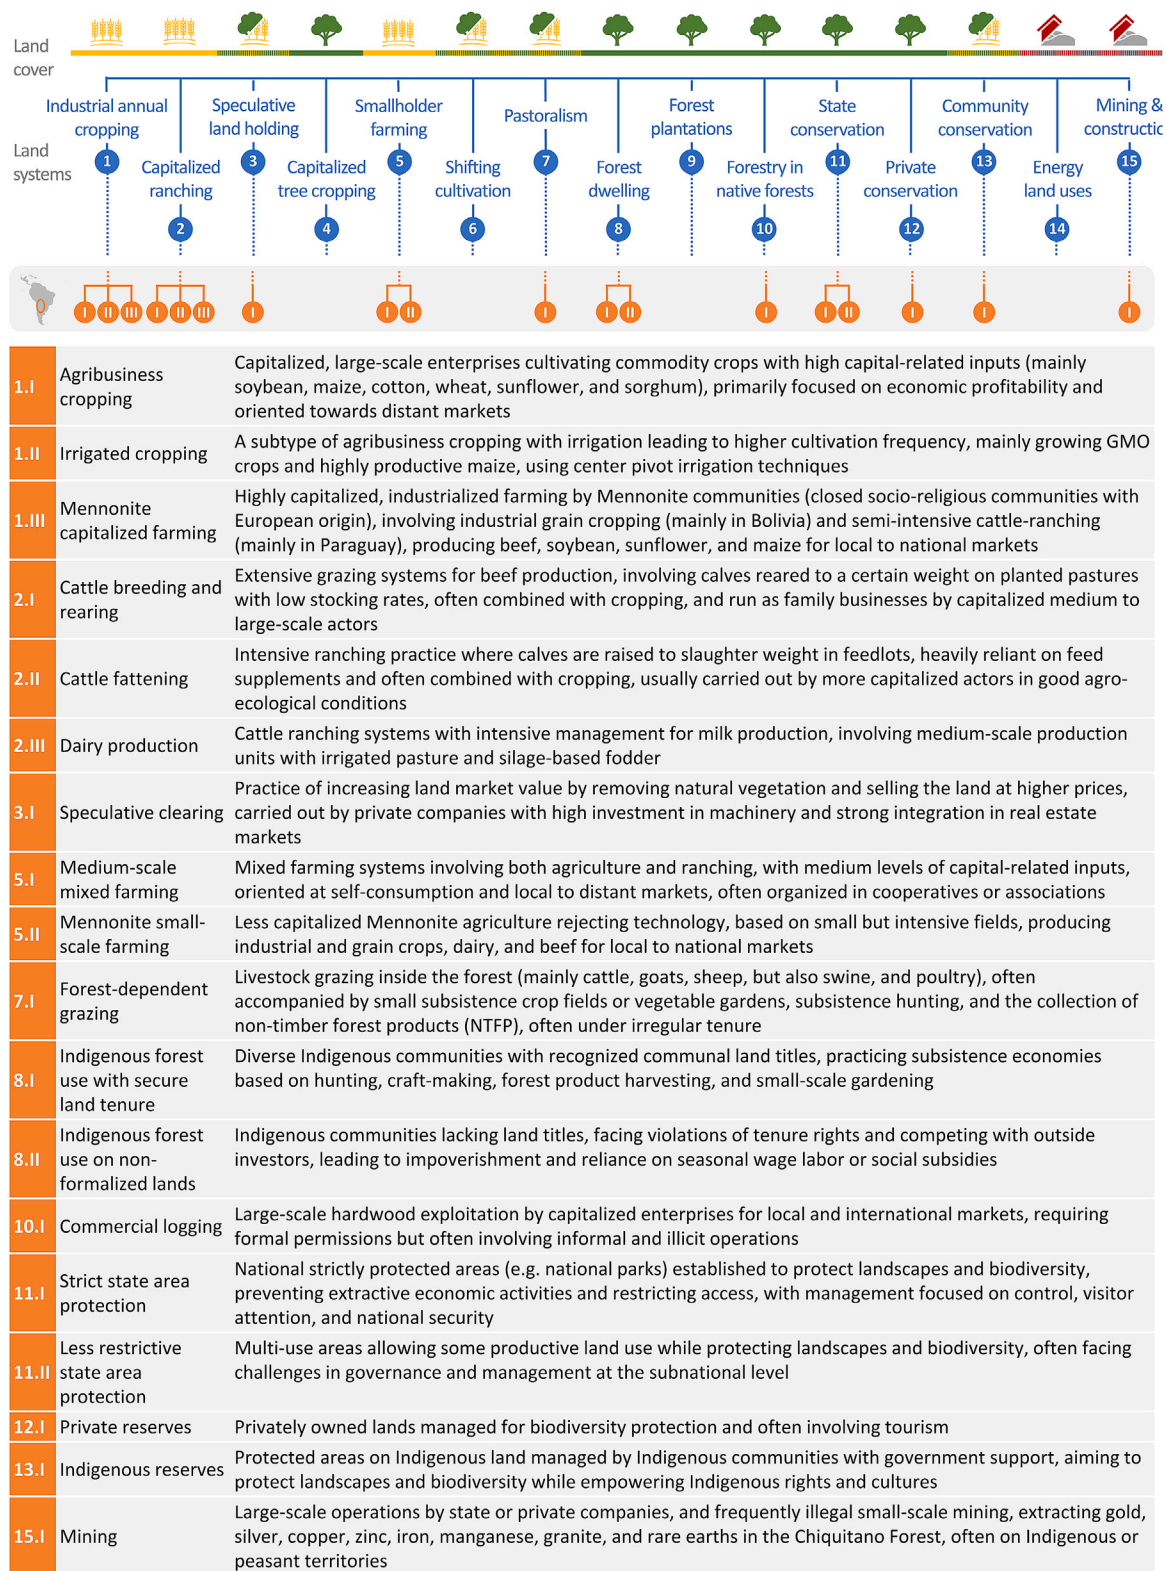 Land
cover
Land
systems
Industrial annual
cropping
1
Capitalized
ranching
2
Speculative
land holding
3
Capitalized
tree cropping
4
Smallholder
farming
5
Shifting
cultivation
6
Pastoralism
7
Forest
dwelling
8
Forest
plantations
9
Forestry in
native forests
10
State
conservation
11
Private
conservation
12
Community
conservation
13
Energy
land uses
14
Mining &
constructic
15
I II III I II III I I II I I II I I II I I I
1.I
Agribusiness
cropping
Capitalized, large-scale enterprises cultivating commodity crops with high capital-related inputs (mainly
soybean, maize, cotton, wheat, sunflower, and sorghum), primarily focused on economic profitability and
oriented towards distant markets
1.II
Irrigated cropping
A subtype of agribusiness cropping with irrigation leading to higher cultivation frequency, mainly growing GMO
crops and highly productive maize, using center pivot irrigation techniques
1.III
Mennonite
capitalized farming
Highly capitalized, industrialized farming by Mennonite communities (closed socio-religious communities with
European origin), involving industrial grain cropping (mainly in Bolivia) and semi-intensive cattle-ranching
(mainly in Paraguay), producing beef, soybean, sunflower, and maize for local to national markets
2.I
Cattle breeding and
rearing
Extensive grazing systems for beef production, involving calves reared to a certain weight on planted pastures
with low stocking rates, often combined with cropping, and run as family businesses by capitalized medium to
large-scale actors
2.II
Cattle fattening
Intensive ranching practice where calves are raised to slaughter weight in feedlots, heavily reliant on feed
supplements and often combined with cropping, usually carried out by more capitalized actors in good agro-
ecological conditions
2.III
Dairy production
Cattle ranching systems with intensive management for milk production, involving medium-scale production
units with irrigated pasture and silage-based fodder
3.I
Speculative clearing
Practice of increasing land market value by removing natural vegetation and selling the land at higher prices,
carried out by private companies with high investment in machinery and strong integration in real estate
markets
5.I
Medium-scale
mixed farming
Mixed farming systems involving both agriculture and ranching, with medium levels of capital-related inputs,
oriented at self-consumption and local to distant markets, often organized in cooperatives or associations
5.II
Mennonite small-
scale farming
Less capitalized Mennonite agriculture rejecting technology, based on small but intensive fields, producing
industrial and grain crops, dairy, and beef for local to national markets
7.I
Forest-dependent
grazing
Livestock grazing inside the forest (mainly cattle, goats, sheep, but also swine, and poultry), often
accompanied by small subsistence crop fields or vegetable gardens, subsistence hunting, and the collection of
non-timber forest products (NTFP), often under irregular tenure
8.I
Indigenous forest
use with secure
land tenure
Diverse Indigenous communities with recognized communal land titles, practicing subsistence economies
based on hunting, craft-making, forest product harvesting, and small-scale gardening
8.II
Indigenous forest
use on non-
formalized lands
Indigenous communities lacking land titles, facing violations of tenure rights and competing with outside
investors, leading to impoverishment and reliance on seasonal wage labor or social subsidies
10.I
Commercial logging
Large-scale hardwood exploitation by capitalized enterprises for local and international markets, requiring
formal permissions but often involving informal and illicit operations
11.I
Strict state area
protection
National strictly protected areas (e.g. national parks) established to protect landscapes and biodiversity,
preventing extractive economic activities and restricting access, with management focused on control, visitor
attention, and national security
11.II
Less restrictive
state area
protection
Multi-use areas allowing some productive land use while protecting landscapes and biodiversity, often facing
challenges in governance and management at the subnational level
12.I
Private reserves
Privately owned lands managed for biodiversity protection and often involving tourism
13.I
Indigenous reserves
Protected areas on Indigenous land managed by Indigenous communities with government support, aiming to
protect landscapes and biodiversity while empowering Indigenous rights and cultures
15.I
Mining
Large-scale operations by state or private companies, and frequently illegal small-scale mining, extracting gold,
silver, copper, zinc, iron, manganese, granite, and rare earths in the Chiquitano Forest, often on Indigenous or
peasant territories